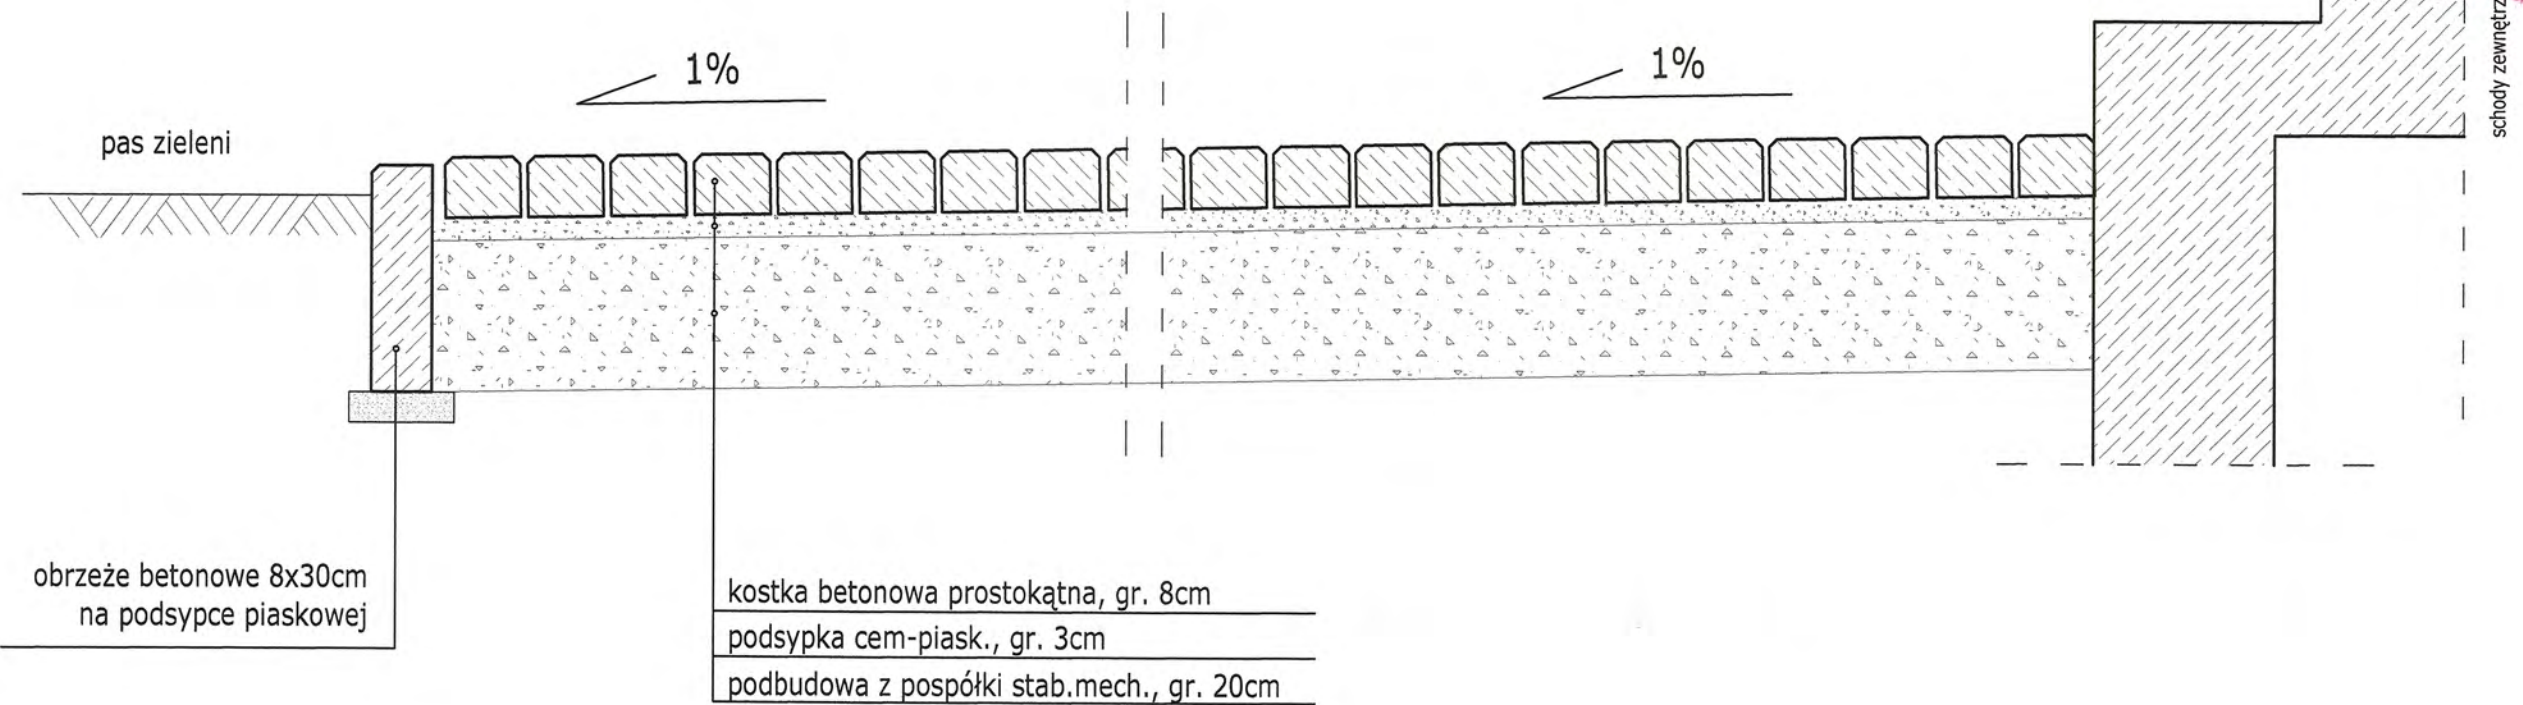 1%
1%
pas zieleni
schody
obrzeże betonowe 8x30cm
na podsypce piaskowej
kostka betonowa prostokątna, gr. 8cm
podsypka cem-piask., gr. 3cm
podbudowa z pospółki stab.mech., gr. 20cm